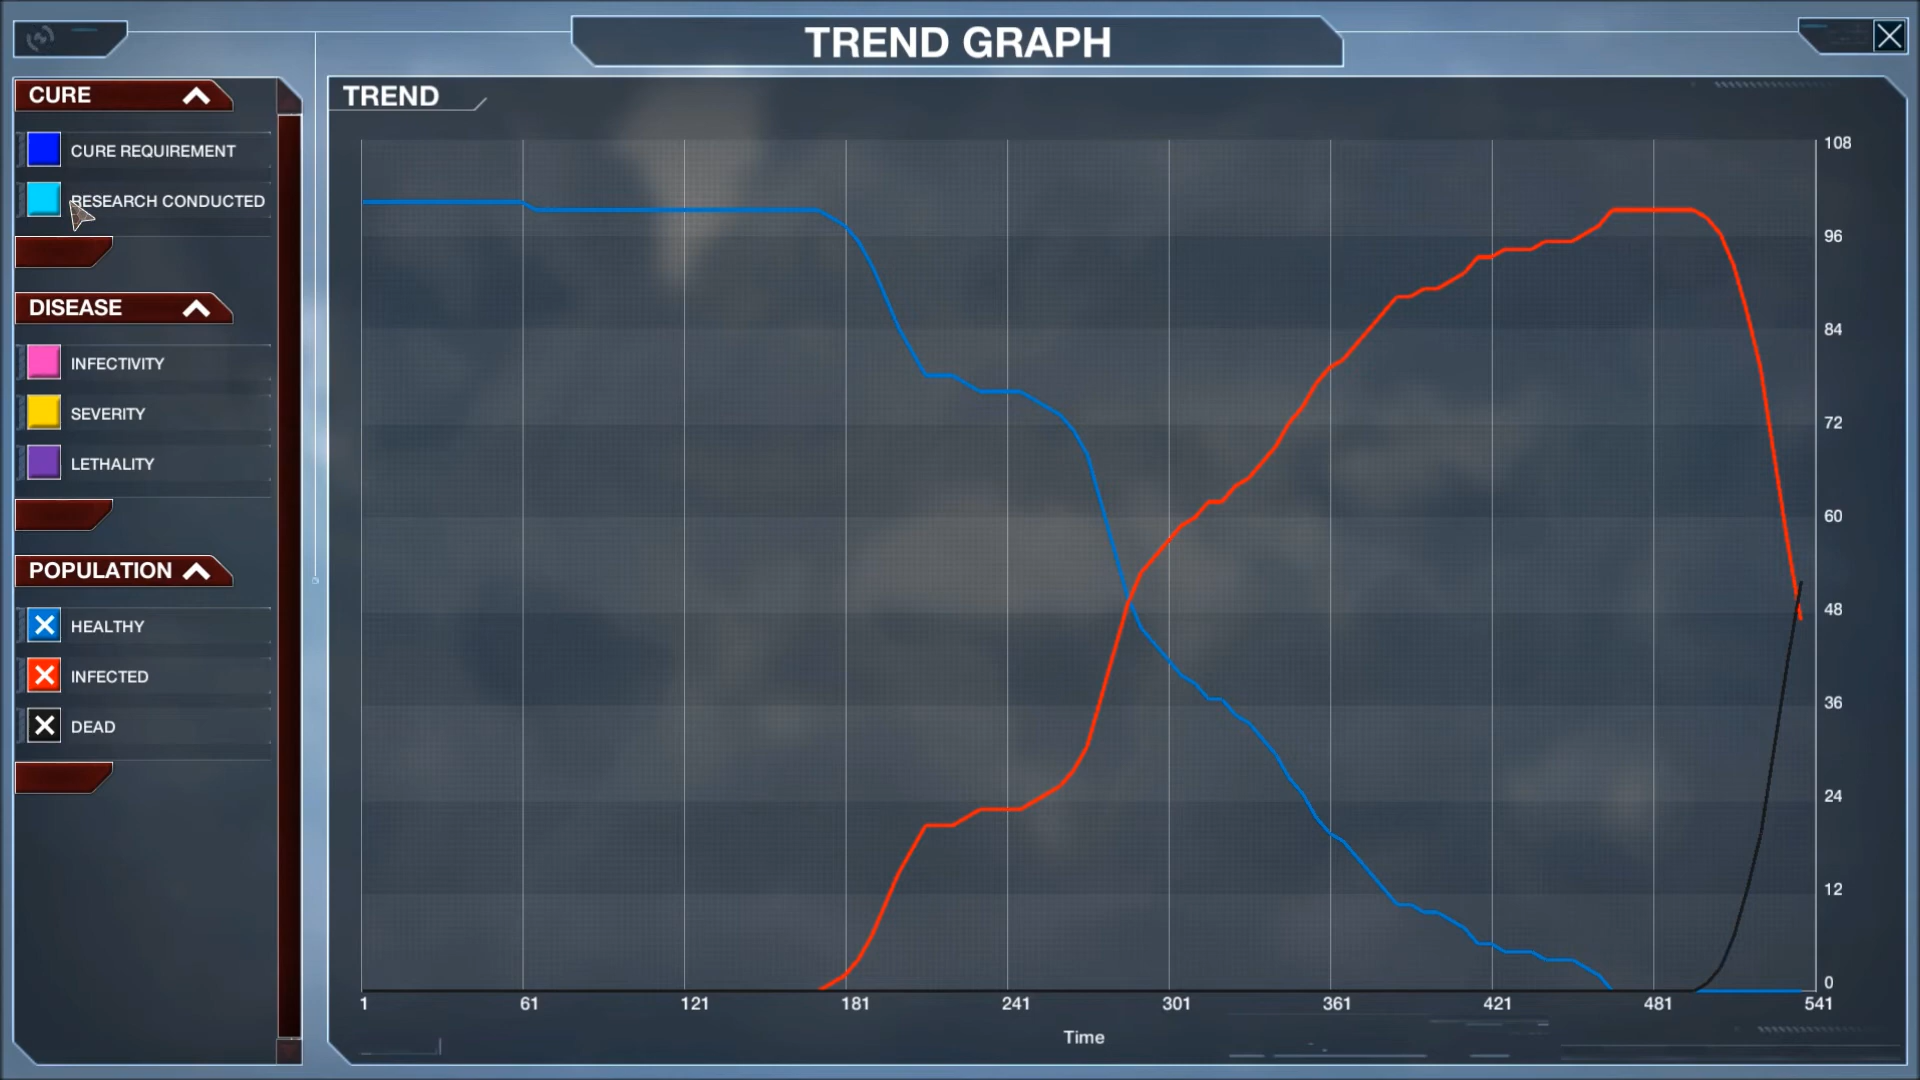 TREND GRAPH
CURE
CURE REQUIREMENT
RESEARCH CONDUCTED
DISEASE
INFECTIVITY
SEVERITY
LETHALITY
POPULATION
HEALTHY
INFECTED
DEAD
TREND
108
96
84
72
60
48
36
24
12
0
1 61 121 181 241 301 361 421 481 541
Time